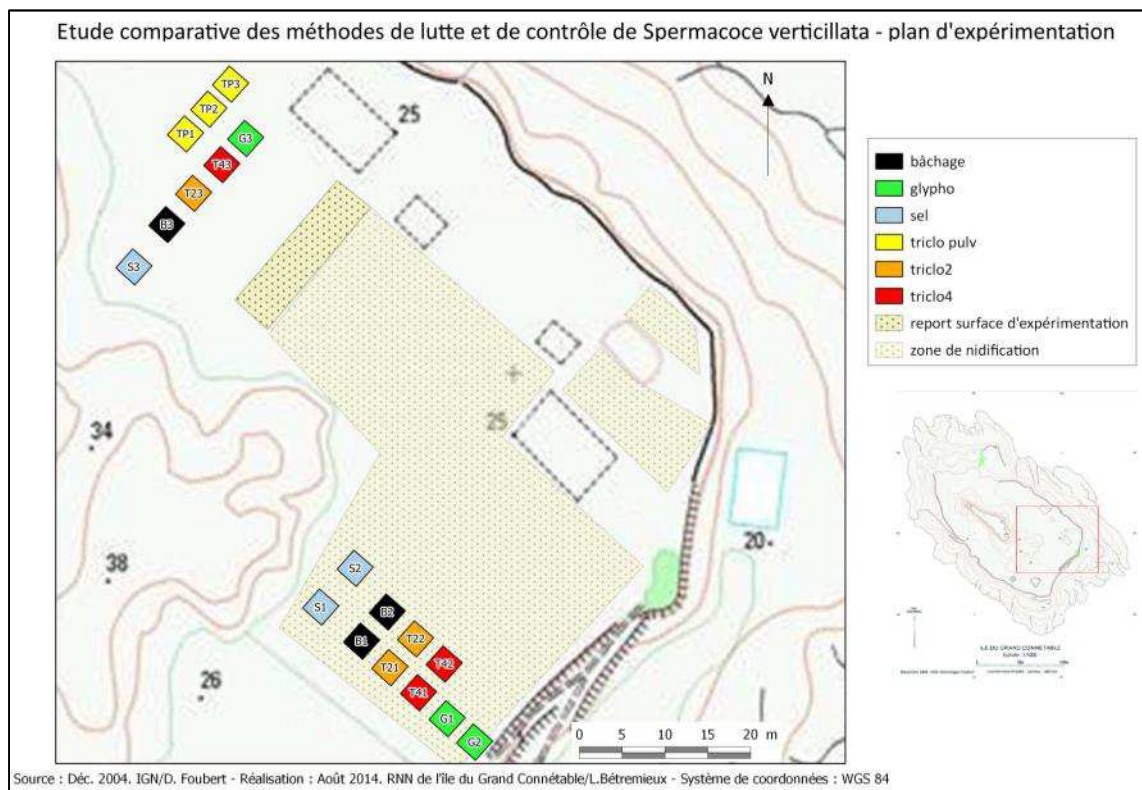 Etude comparative des méthodes de lutte et de contrôle de Spermacoce verticillata - plan d'expérimentation
N
TP3
TP2
TP1
G3
T43
T23
B3
S3
25
25
34
38
26
20
S2
S1
B2
B1
T22
T21
T42
T41
G1
G2
0 5 10 15 20 m
bâchage
glypho
sel
triclo pulv
triclo2
triclo4
report surface d'expérimentation
zone de nidification
ILE DU GRAND CONNÉTABLE
Source : Déc. 2004. IGN/D. Foubert - Réalisation : Août 2014. RNN de l'île du Grand Connétable/L.Bétremieux - Système de coordonnées : WGS 84